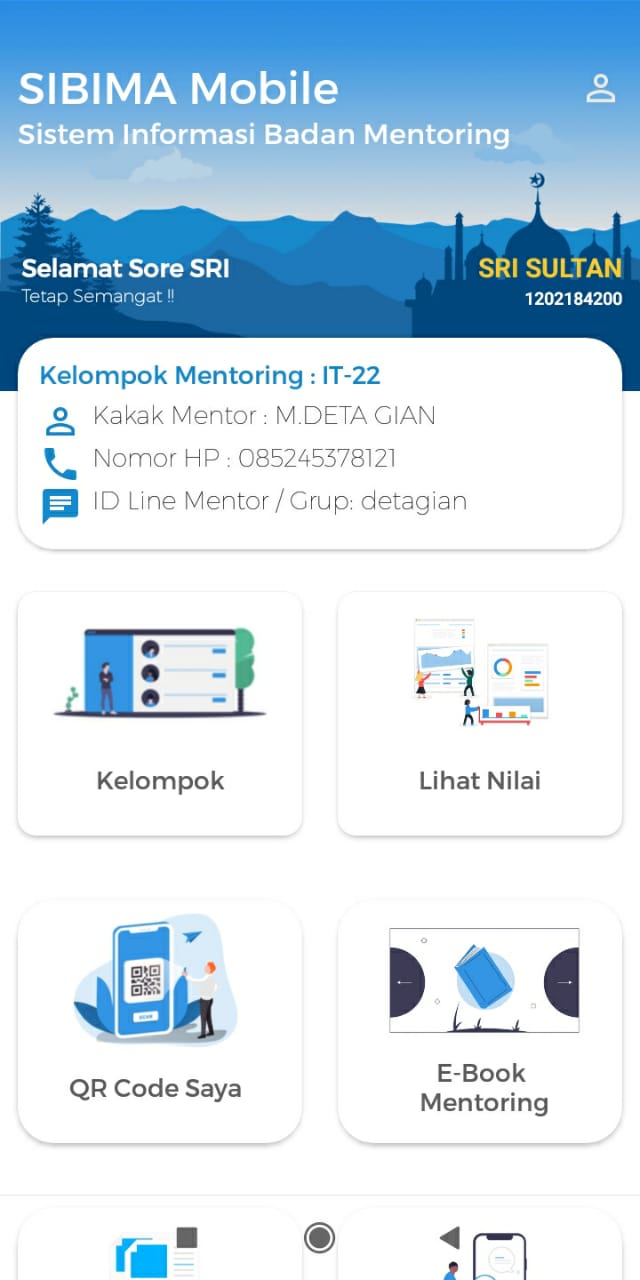 SIBIMA Mobile
Sistem Informasi Badan Mentoring
Selamat Sore SRI
SRI SULTAN
Tetap Semangat !!
1202184200
Kelompok Mentoring : IT-22
Kakak Mentor : M.DETA GIAN
Nomor HP : 085245378121
ID Line Mentor / Grup: detagian
Kelompok
Lihat Nilai
SCAN
QR Code Saya
E-Book
Mentoring